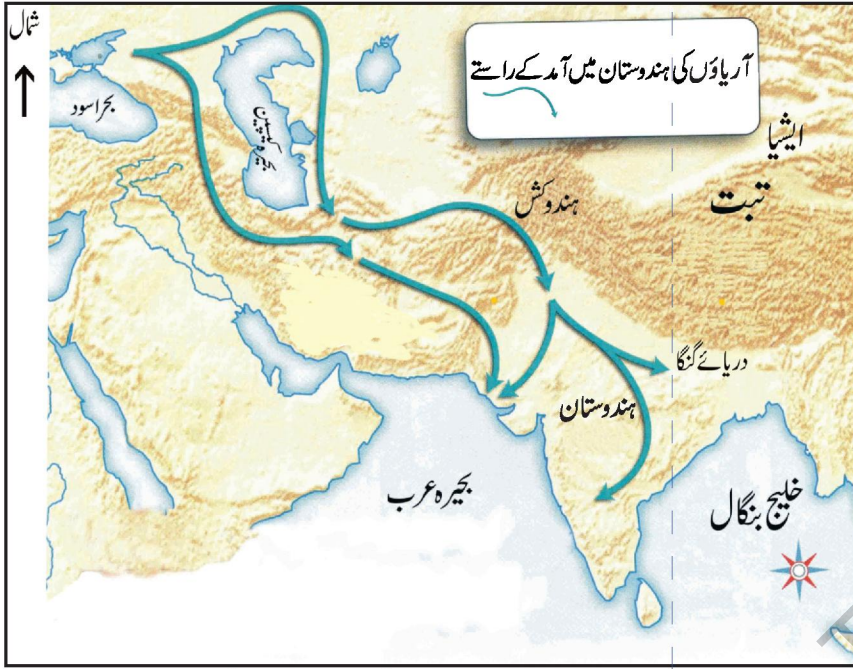 شمال
آریاؤں کی ہندوستان میں آمد کے راستے
بحراسود
بحیرہ کیسپین
ایشیا
ہندوکش
تبت
دریائے گنگا
ہندوستان
بحیرہ عرب
خلیج بنگال